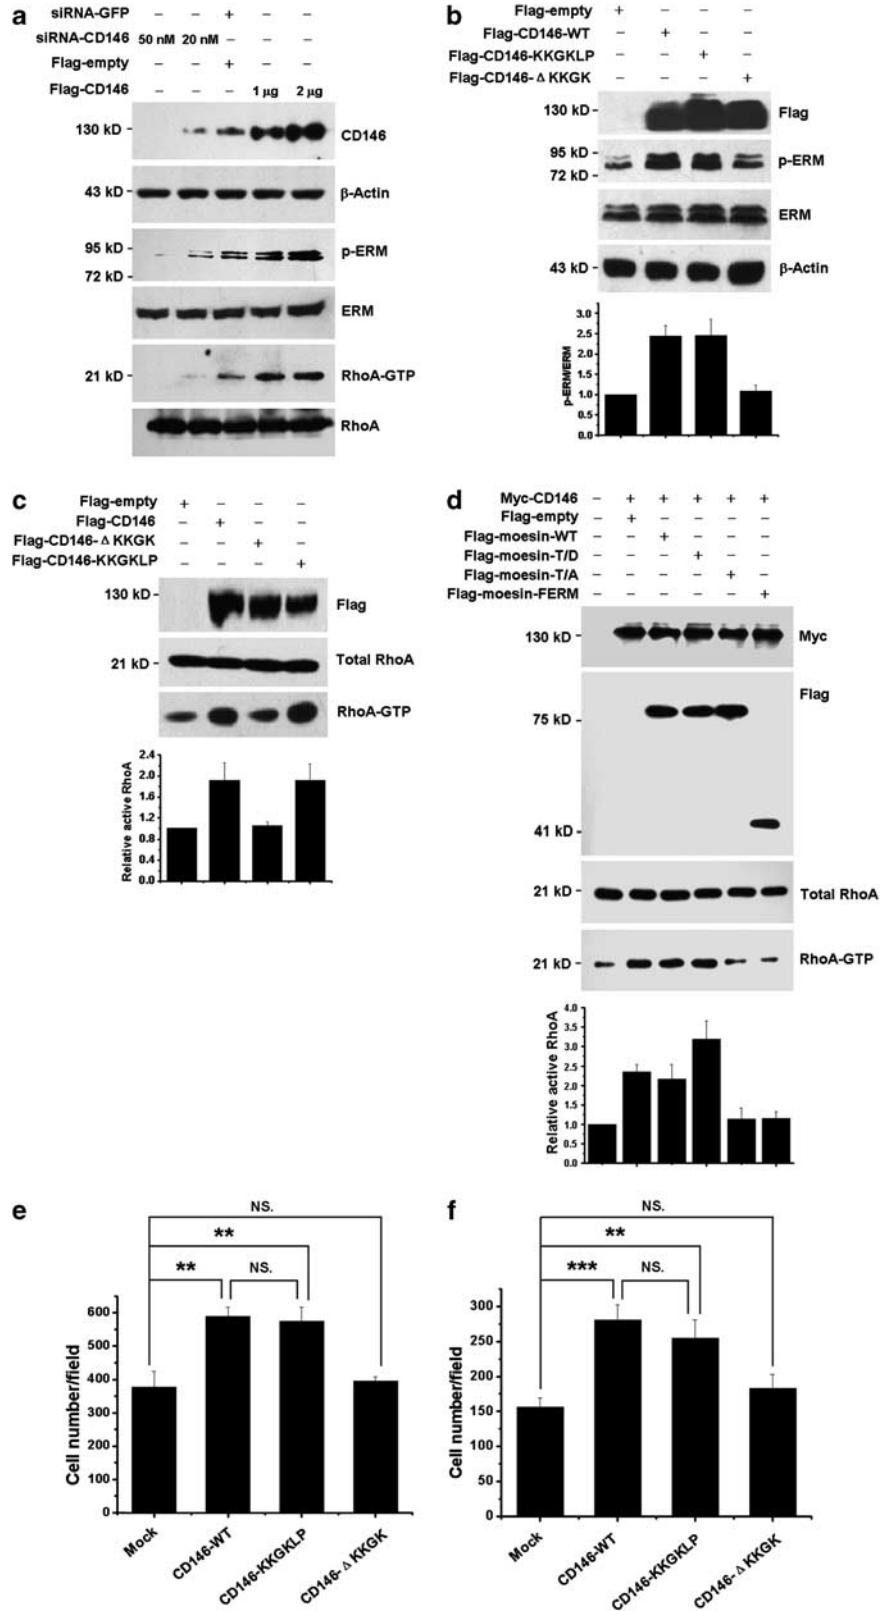 a
siRNA-GFP – – + – –
siRNA-CD146 50 nM 20 nM – – –
Flag-empty – – + – –
Flag-CD146 – – – 1 µg 2 µg
130 kD CD146
43 kD β-Actin
95 kD p-ERM
72 kD
ERM
21 kD RhoA-GTP
RhoA
b
Flag-empty + – – –
Flag-CD146-WT – + – –
Flag-CD146-KKGKLP – – + –
Flag-CD146-Δ KKGK – – – +
130 kD Flag
95 kD p-ERM
72 kD
ERM
43 kD β-Actin
3.0
2.5
2.0
1.5
1.0
0.5
0.0
p-ERM/ERM
c
Flag-empty + – – –
Flag-CD146 – + – –
Flag-CD146-Δ KKGK – – + –
Flag-CD146-KKGKLP – – – +
130 kD Flag
21 kD Total RhoA
RhoA-GTP
2.4
2.0
1.6
1.2
0.8
0.4
0.0
Relative active RhoA
d
Myc-CD146 – + + + + +
Flag-empty – + – – – –
Flag-moesin-WT – – + – – –
Flag-moesin-T/D – – – + – –
Flag-moesin-T/A – – – – + –
Flag-moesin-FERM – – – – – +
130 kD Myc
Flag
75 kD
41 kD
21 kD Total RhoA
21 kD RhoA-GTP
4.0
3.5
3.0
2.5
2.0
1.5
1.0
0.5
0.0
Relative active RhoA
e
NS.
**
** NS.
600
500
400
300
200
100
0
Cell number/field
Mock CD146-WT CD146-KKGKLP CD146-Δ KKGK
f
NS.
**
*** NS.
300
250
200
150
100
50
0
Cell number/field
Mock CD146-WT CD146-KKGKLP CD146-Δ KKGK